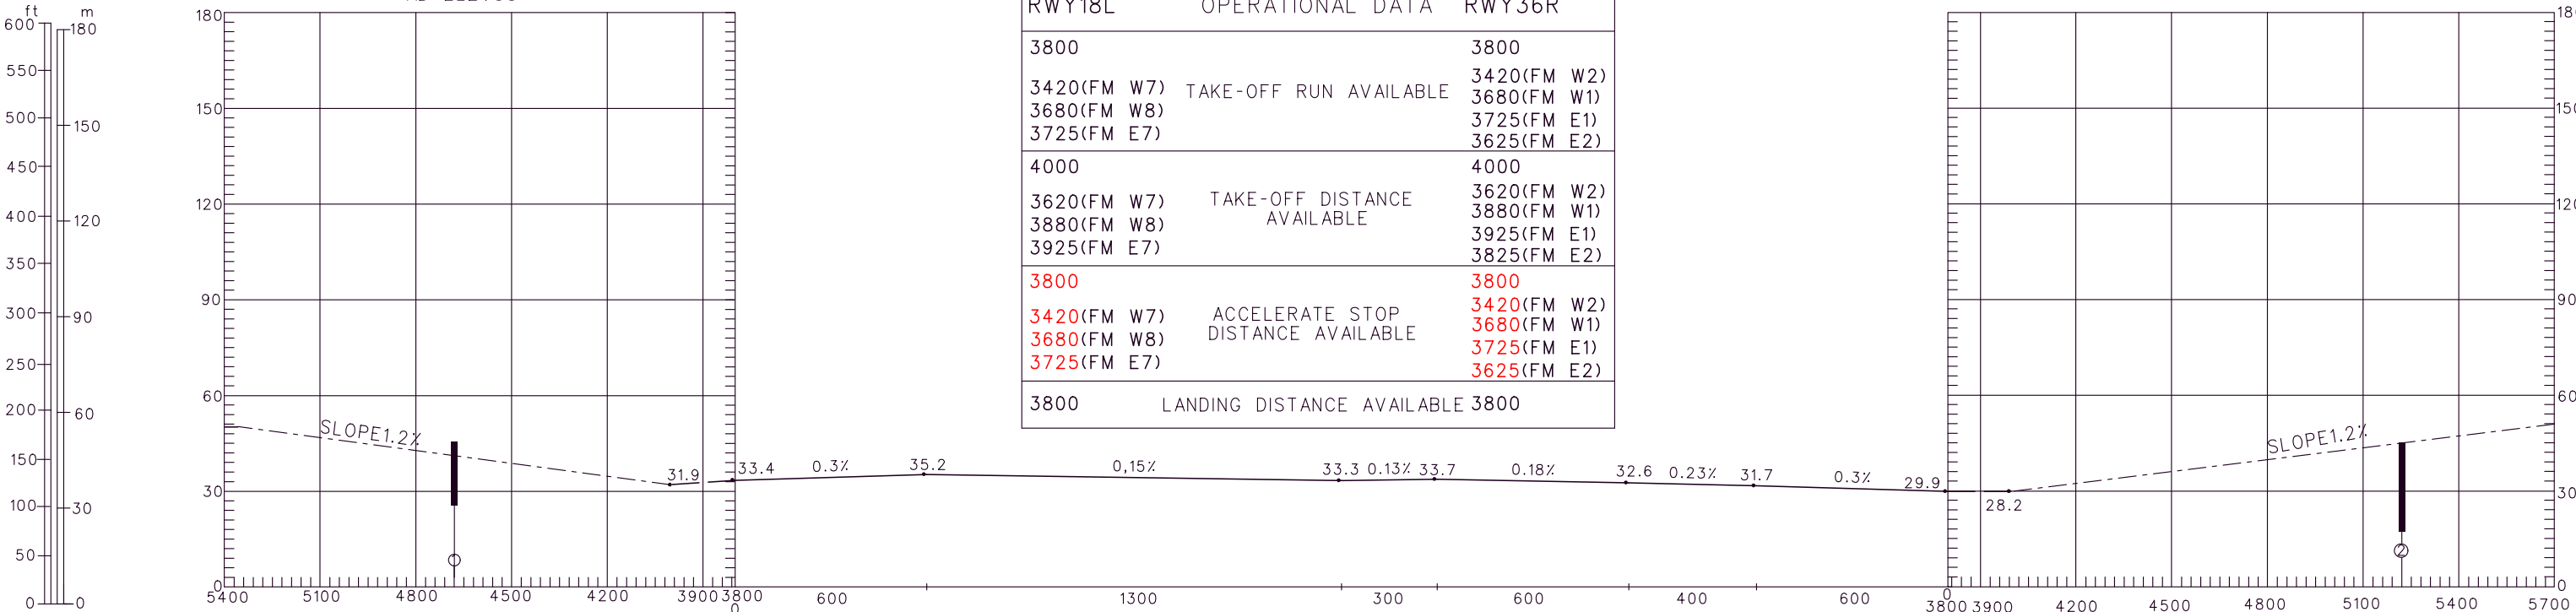 ft m
600
180
550
500
150
450
400
120
350
300
90
250
200
60
150
100
30
50
0 0
180
150
120
90
60
30
0
SLOPE1.2%
31.9
1
5400 5100 4800 4500 4200 3900 3800
0
RWY18L OPERATIONAL DATA RWY36R
3800 3800
3420(FM W7) TAKE-OFF RUN AVAILABLE 3420(FM W2)
3680(FM W8) 3680(FM W1)
3725(FM E7) 3725(FM E1)
3625(FM E2)
4000 4000
3620(FM W7) TAKE-OFF DISTANCE AVAILABLE 3620(FM W2)
3880(FM W8) 3880(FM W1)
3925(FM E7) 3925(FM E1)
3825(FM E2)
3800 3800
3420(FM W7) ACCELERATE STOP DISTANCE AVAILABLE 3420(FM W2)
3680(FM W8) 3680(FM W1)
3725(FM E7) 3725(FM E1)
3625(FM E2)
3800 LANDING DISTANCE AVAILABLE 3800
33.4 0.3% 35.2 0,15% 33.3 0.13% 33.7 0.18% 32.6 0.23% 31.7 0.3% 29.9
600 1300 300 600 400 600
28.2
SLOPE1.2%
2
0
3800 3900 4200 4500 4800 5100 5400 5700
90
60
30
0